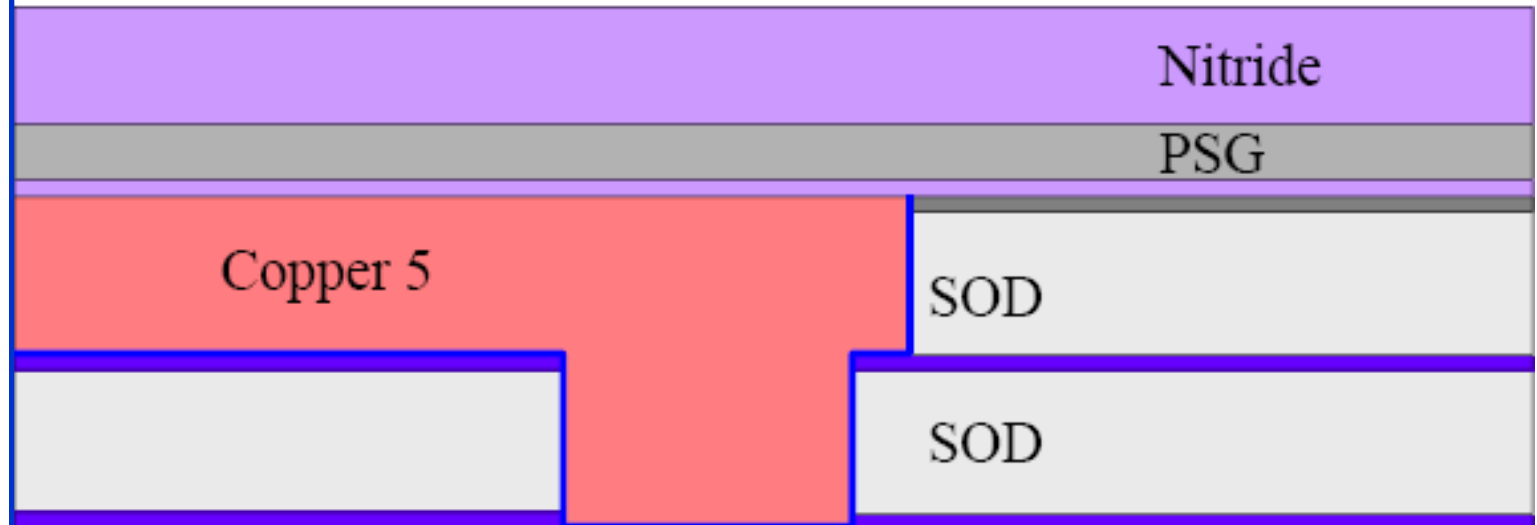 Nitride
PSG
Copper 5
SOD
SOD